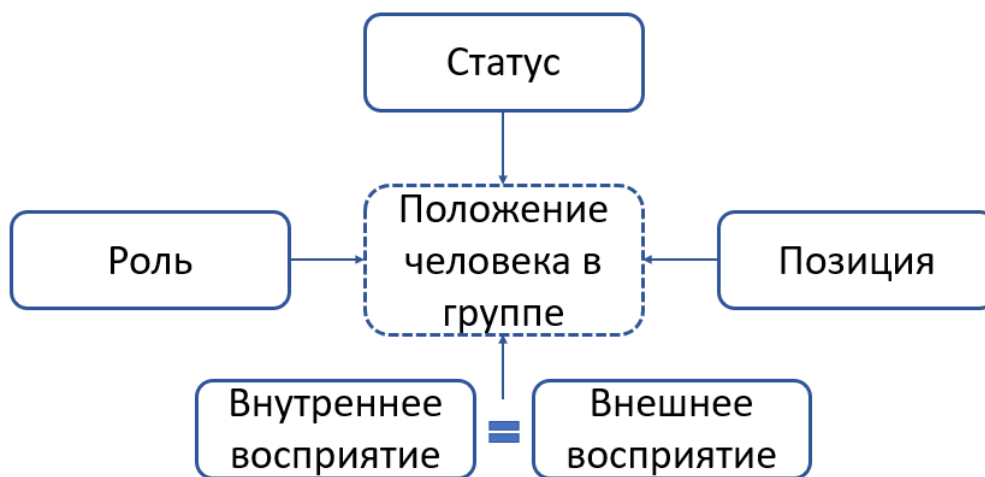 Статус
Роль
Положение
человека в
группе
Позиция
Внутреннее
восприятие
=
Внешнее
восприятие